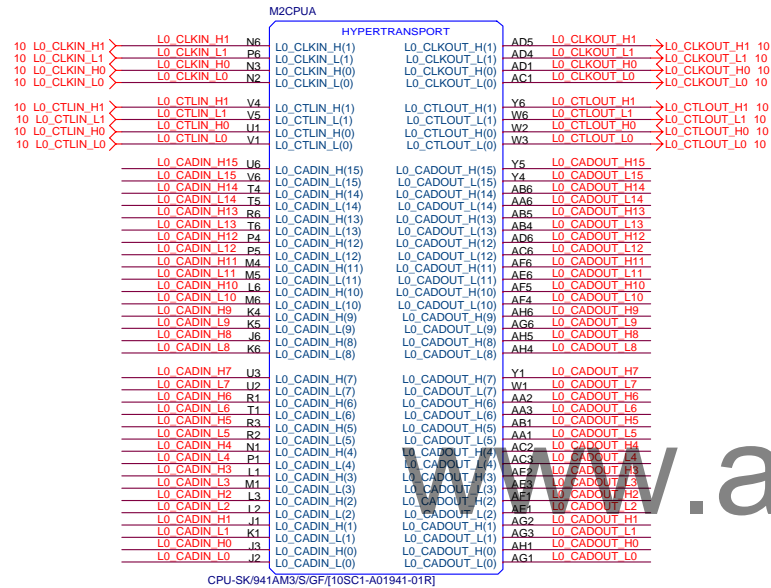 M2CPUA
HYPERTRANSPORT
10 L0_CLKIN_H1 L0_CLKIN_H1 N6 L0_CLKIN_H(1) L0_CLKOUT_H(1) AD5 L0_CLKOUT_H1 L0_CLKOUT_H1 10
10 L0_CLKIN_L1 L0_CLKIN_L1 P6 L0_CLKIN_L(1) L0_CLKOUT_L(1) AD4 L0_CLKOUT_L1 L0_CLKOUT_L1 10
10 L0_CLKIN_H0 L0_CLKIN_H0 N3 L0_CLKIN_H(0) L0_CLKOUT_H(0) AD1 L0_CLKOUT_H0 L0_CLKOUT_H0 10
10 L0_CLKIN_L0 L0_CLKIN_L0 N2 L0_CLKIN_L(0) L0_CLKOUT_L(0) AC1 L0_CLKOUT_L0 L0_CLKOUT_L0 10
10 L0_CTLIN_H1 L0_CTLIN_H1 V4 L0_CTLIN_H(1) L0_CTLOUT_H(1) Y6 L0_CTLOUT_H1 L0_CTLOUT_H1 10
10 L0_CTLIN_L1 L0_CTLIN_L1 V5 L0_CTLIN_L(1) L0_CTLOUT_L(1) W6 L0_CTLOUT_L1 L0_CTLOUT_L1 10
10 L0_CTLIN_H0 L0_CTLIN_H0 U1 L0_CTLIN_H(0) L0_CTLOUT_H(0) W2 L0_CTLOUT_H0 L0_CTLOUT_H0 10
10 L0_CTLIN_L0 L0_CTLIN_L0 V1 L0_CTLIN_L(0) L0_CTLOUT_L(0) W3 L0_CTLOUT_L0 L0_CTLOUT_L0 10
L0_CADIN_H15 U6 L0_CADIN_H(15) L0_CADOUT_H(15) Y5 L0_CADOUT_H15
L0_CADIN_L15 V6 L0_CADIN_L(15) L0_CADOUT_L(15) Y4 L0_CADOUT_L15
L0_CADIN_H14 T4 L0_CADIN_H(14) L0_CADOUT_H(14) AB6 L0_CADOUT_H14
L0_CADIN_L14 T5 L0_CADIN_L(14) L0_CADOUT_L(14) AA6 L0_CADOUT_L14
L0_CADIN_H13 R6 L0_CADIN_H(13) L0_CADOUT_H(13) AB5 L0_CADOUT_H13
L0_CADIN_L13 T6 L0_CADIN_L(13) L0_CADOUT_L(13) AB4 L0_CADOUT_L13
L0_CADIN_H12 P4 L0_CADIN_H(12) L0_CADOUT_H(12) AD6 L0_CADOUT_H12
L0_CADIN_L12 P5 L0_CADIN_L(12) L0_CADOUT_L(12) AC6 L0_CADOUT_L12
L0_CADIN_H11 M4 L0_CADIN_H(11) L0_CADOUT_H(11) AF6 L0_CADOUT_H11
L0_CADIN_L11 M5 L0_CADIN_L(11) L0_CADOUT_L(11) AE6 L0_CADOUT_L11
L0_CADIN_H10 L6 L0_CADIN_H(10) L0_CADOUT_H(10) AF5 L0_CADOUT_H10
L0_CADIN_L10 M6 L0_CADIN_L(10) L0_CADOUT_L(10) AF4 L0_CADOUT_L10
L0_CADIN_H9 K4 L0_CADIN_H(9) L0_CADOUT_H(9) AH6 L0_CADOUT_H9
L0_CADIN_L9 K5 L0_CADIN_L(9) L0_CADOUT_L(9) AG6 L0_CADOUT_L9
L0_CADIN_H8 J6 L0_CADIN_H(8) L0_CADOUT_H(8) AH5 L0_CADOUT_H8
L0_CADIN_L8 K6 L0_CADIN_L(8) L0_CADOUT_L(8) AH4 L0_CADOUT_L8
L0_CADIN_H7 U3 L0_CADIN_H(7) L0_CADOUT_H(7) Y1 L0_CADOUT_H7
L0_CADIN_L7 U2 L0_CADIN_L(7) L0_CADOUT_L(7) W1 L0_CADOUT_L7
L0_CADIN_H6 R1 L0_CADIN_H(6) L0_CADOUT_H(6) AA2 L0_CADOUT_H6
L0_CADIN_L6 T1 L0_CADIN_L(6) L0_CADOUT_L(6) AA3 L0_CADOUT_L6
L0_CADIN_H5 R3 L0_CADIN_H(5) L0_CADOUT_H(5) AB1 L0_CADOUT_H5
L0_CADIN_L5 R2 L0_CADIN_L(5) L0_CADOUT_L(5) AA1 L0_CADOUT_L5
L0_CADIN_H4 N1 L0_CADIN_H(4) L0_CADOUT_H(4) AC2 L0_CADOUT_H4
L0_CADIN_L4 P1 L0_CADIN_L(4) L0_CADOUT_L(4) AC3 L0_CADOUT_L4
L0_CADIN_H3 L1 L0_CADIN_H(3) L0_CADOUT_H(3) AF2 L0_CADOUT_H3
L0_CADIN_L3 M1 L0_CADIN_L(3) L0_CADOUT_L(3) AE3 L0_CADOUT_L3
L0_CADIN_H2 L3 L0_CADIN_H(2) L0_CADOUT_H(2) AF1 L0_CADOUT_H2
L0_CADIN_L2 L2 L0_CADIN_L(2) L0_CADOUT_L(2) AE1 L0_CADOUT_L2
L0_CADIN_H1 J1 L0_CADIN_H(1) L0_CADOUT_H(1) AG2 L0_CADOUT_H1
L0_CADIN_L1 K1 L0_CADIN_L(1) L0_CADOUT_L(1) AG3 L0_CADOUT_L1
L0_CADIN_H0 J3 L0_CADIN_H(0) L0_CADOUT_H(0) AH1 L0_CADOUT_H0
L0_CADIN_L0 J2 L0_CADIN_L(0) L0_CADOUT_L(0) AG1 L0_CADOUT_L0
www.a
CPU-SK/941AM3/S/GF/[10SC1-A01941-01R]